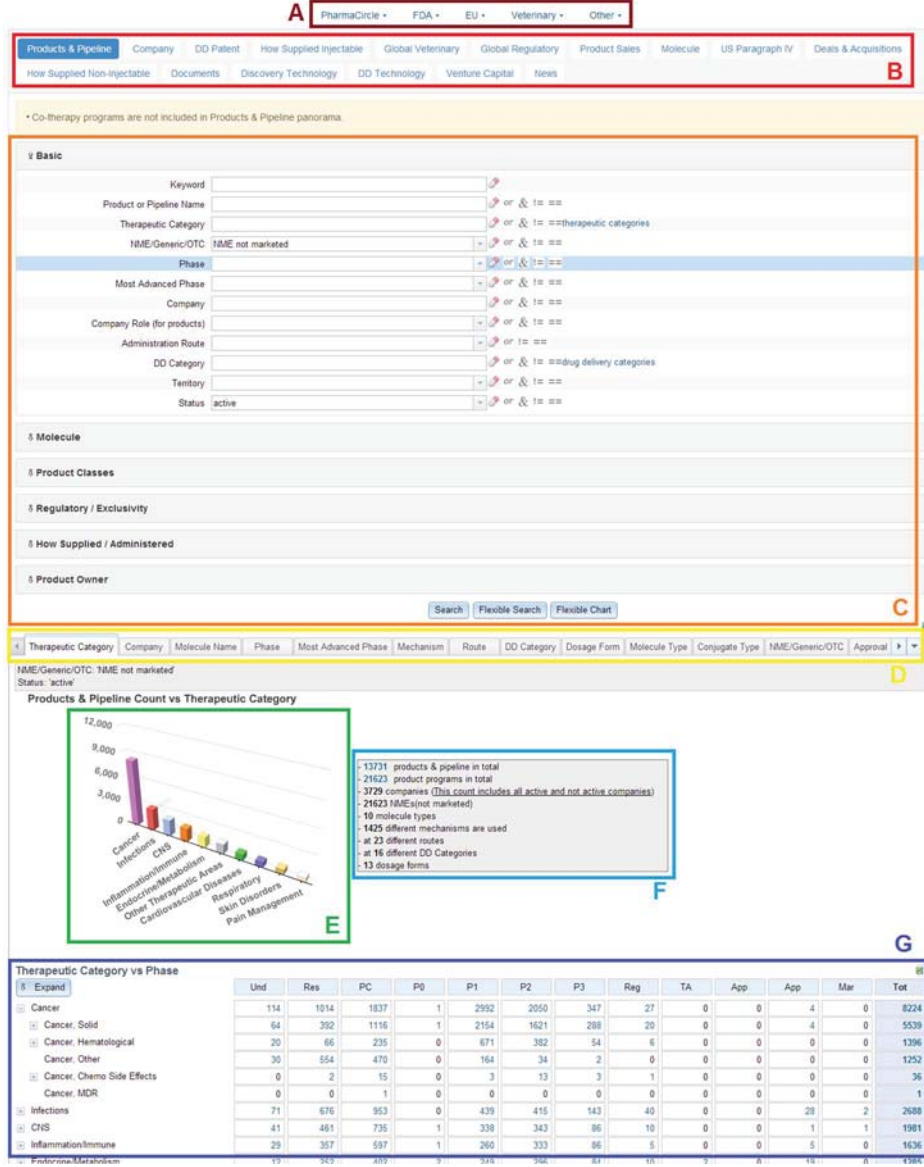 A PharmaCircle FDA EU Veterinary Other
Products & Pipeline Company DD Patent How Supplied Injectable Global Veterinary Global Regulatory Product Sales Molecule US Paragraph IV Deals & Acquisitions
How Supplied Non-Injectable Documents Discovery Technology DD Technology Venture Capital News B
• Co-therapy programs are not included in Products & Pipeline panorama.
Basic
Keyword
Product or Pipeline Name or & != ==
Therapeutic Category or & != ==therapeutic categories
NME/Generic/OTC NME not marketed or & != ==
Phase or & != ==
Most Advanced Phase or & != ==
Company or & != ==
Company Role (for products) or & != ==
Administration Route or != ==
DD Category or & != ==drug delivery categories
Territory or & != ==
Status active or & != ==
Molecule
Product Classes
Regulatory / Exclusivity
How Supplied / Administered
Product Owner
Search Flexible Search Flexible Chart C
Therapeutic Category Company Molecule Name Phase Most Advanced Phase Mechanism Route DD Category Dosage Form Molecule Type Conjugate Type NME/Generic/OTC Approval
NME/Generic/OTC: 'NME not marketed' D
Status: 'active'
Products & Pipeline Count vs Therapeutic Category
12,000
9,000
6,000
3,000
0
Cancer
Infections
CNS
Inflammation/Immune
Endocrine/Metabolism
Other Therapeutic Areas
Cardiovascular Diseases
Respiratory
Skin Disorders
Pain Management
E
- 13731 products & pipeline in total
- 21623 product programs in total
- 3729 companies (This count includes all active and not active companies)
- 21623 NMEs(not marketed)
- 10 molecule types
- 1425 different mechanisms are used
- at 23 different routes
- at 16 different DD Categories
- 13 dosage forms
F
G
Therapeutic Category vs Phase
Expand Und Res PC P0 P1 P2 P3 Reg TA App App Mar Tot
Cancer 114 1014 1837 1 2992 2050 347 27 0 0 4 0 8224
Cancer, Solid 64 392 1116 1 2154 1621 288 20 0 0 4 0 5539
Cancer, Hematological 20 66 235 0 671 382 54 6 0 0 0 0 1396
Cancer, Other 30 554 470 0 164 34 2 0 0 0 0 0 1252
Cancer, Chemo Side Effects 0 2 15 0 3 13 3 1 0 0 0 0 36
Cancer, MDR 0 0 1 0 0 0 0 0 0 0 0 0 1
Infections 71 676 953 0 439 415 143 40 0 0 28 2 2688
CNS 41 461 735 1 338 343 86 10 0 0 1 1 1981
Inflammation/Immune 29 357 597 1 260 333 86 5 0 0 5 0 1636
Endocrine/Metabolism